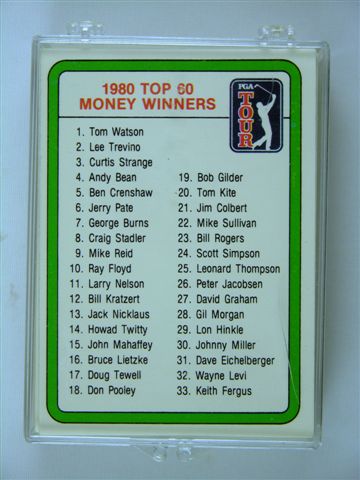 1980 TOP 60
MONEY WINNERS
PGA
TOUR
1. Tom Watson
2. Lee Trevino
3. Curtis Strange
4. Andy Bean
5. Ben Crenshaw
6. Jerry Pate
7. George Burns
8. Craig Stadler
9. Mike Reid
10. Ray Floyd
11. Larry Nelson
12. Bill Kratzert
13. Jack Nicklaus
14. Howad Twitty
15. John Mahaffey
16. Bruce Lietzke
17. Doug Tewell
18. Don Pooley
19. Bob Gilder
20. Tom Kite
21. Jim Colbert
22. Mike Sullivan
23. Bill Rogers
24. Scott Simpson
25. Leonard Thompson
26. Peter Jacobsen
27. David Graham
28. Gil Morgan
29. Lon Hinkle
30. Johnny Miller
31. Dave Eichelberger
32. Wayne Levi
33. Keith Fergus